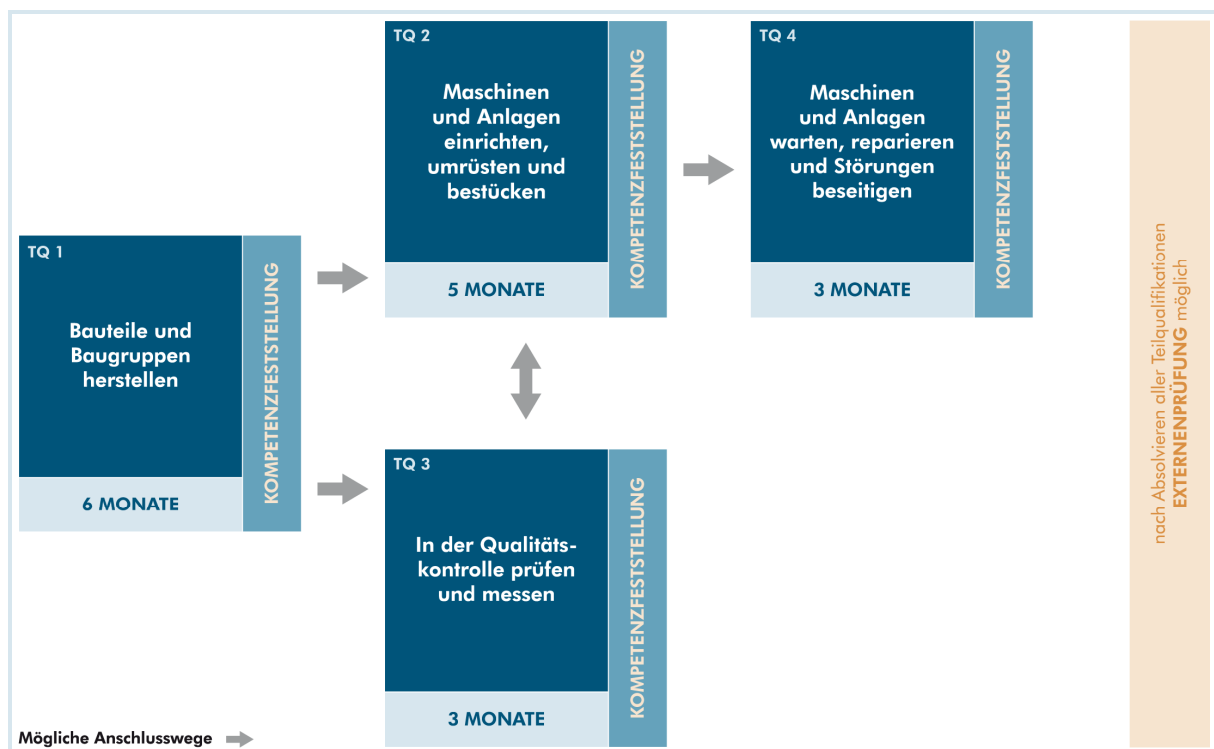 TQ 1
Bauteile und
Baugruppen
herstellen
6 MONATE
KOMPETENZFESTSTELLUNG
TQ 2
Maschinen
und Anlagen
einrichten,
umrüsten und
bestücken
5 MONATE
KOMPETENZFESTSTELLUNG
TQ 3
In der Qualitäts-
kontrolle prüfen
und messen
3 MONATE
KOMPETENZFESTSTELLUNG
TQ 4
Maschinen
und Anlagen
warten, reparieren
und Störungen
beseitigen
3 MONATE
KOMPETENZFESTSTELLUNG
nach Absolvieren aller Teilqualifikationen
EXTERNENPRÜFUNG möglich
Mögliche Anschlusswege